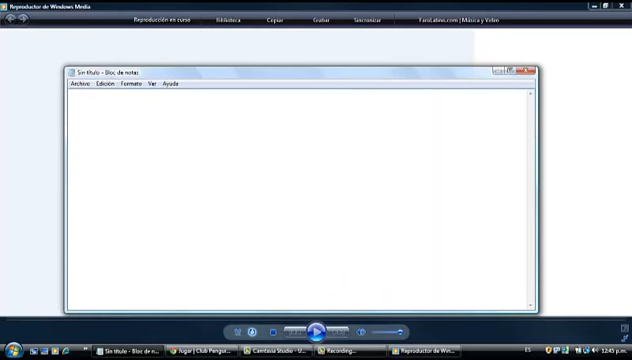 Reproductor de Windows Media
Reproducción en curso Biblioteca Copiar Grabar Sincronizar FaroLatino.com | Música y Video
Sin título - Bloc de notas
Archivo Edición Formato Ver Ayuda
Sin título - Bloc de n... Jugar | Club Pengui... Camtasia Studio - U... Recording... Reproductor de Win... ES 12:45 p.m.